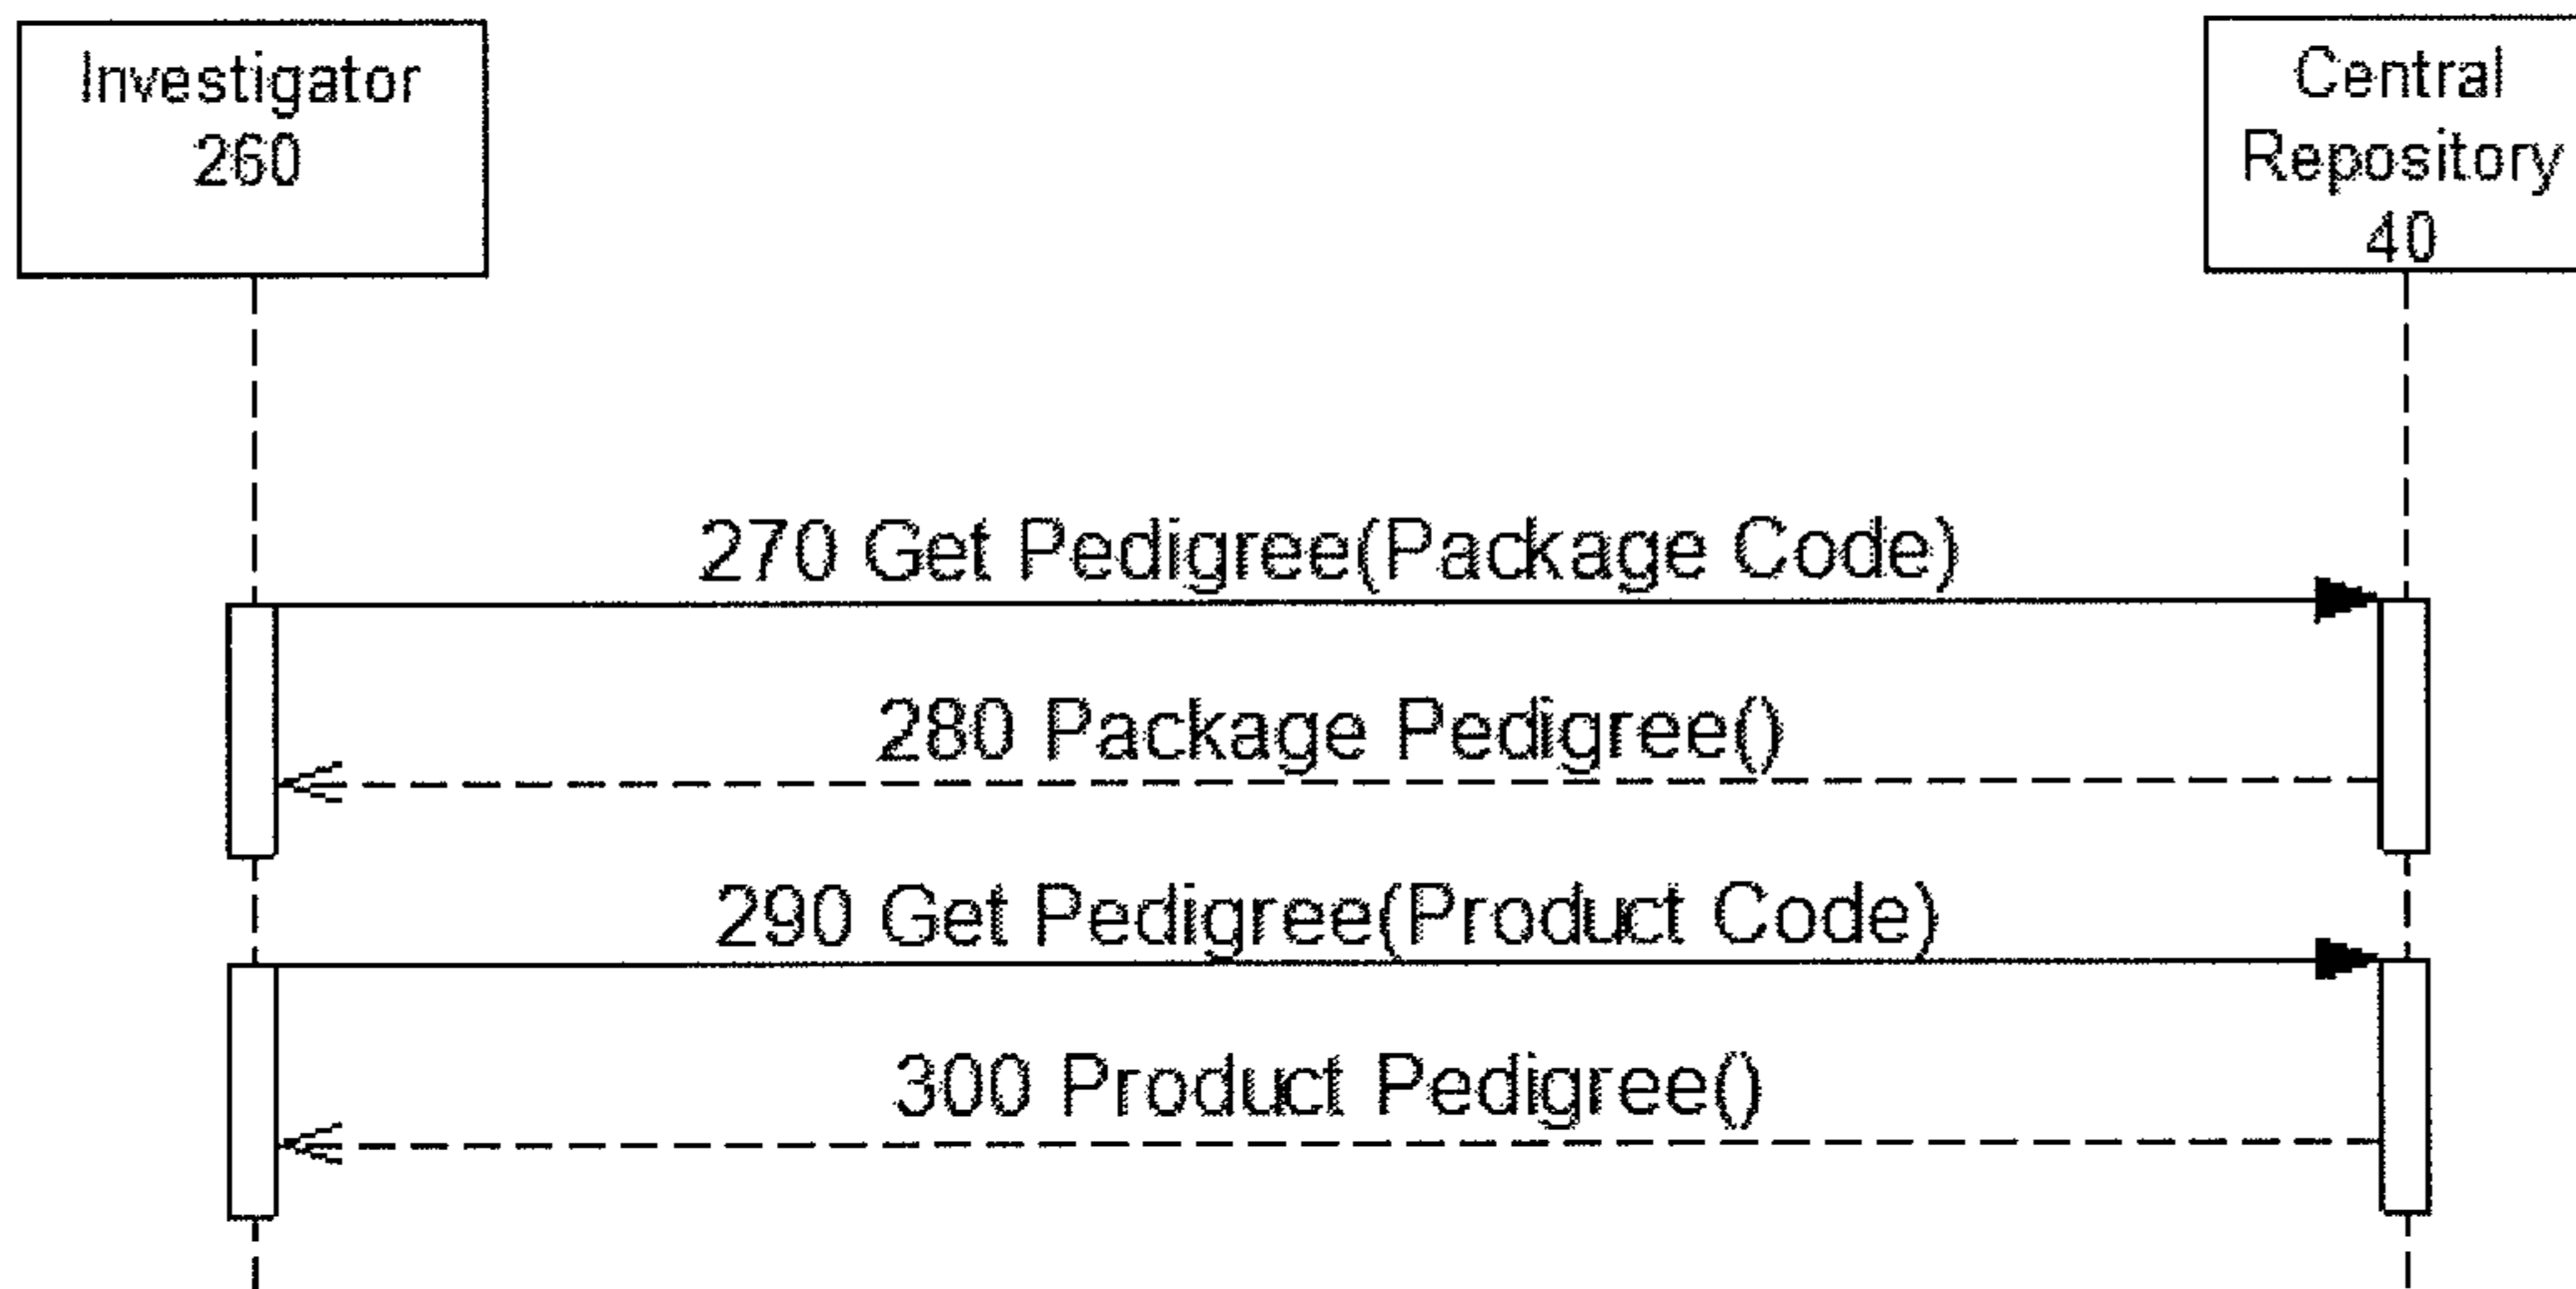 Investigator
260
Central
Repository
40
270 Get Pedigree(Package Code)
280 Package Pedigree()
290 Get Pedigree(Product Code)
300 Product Pedigree()